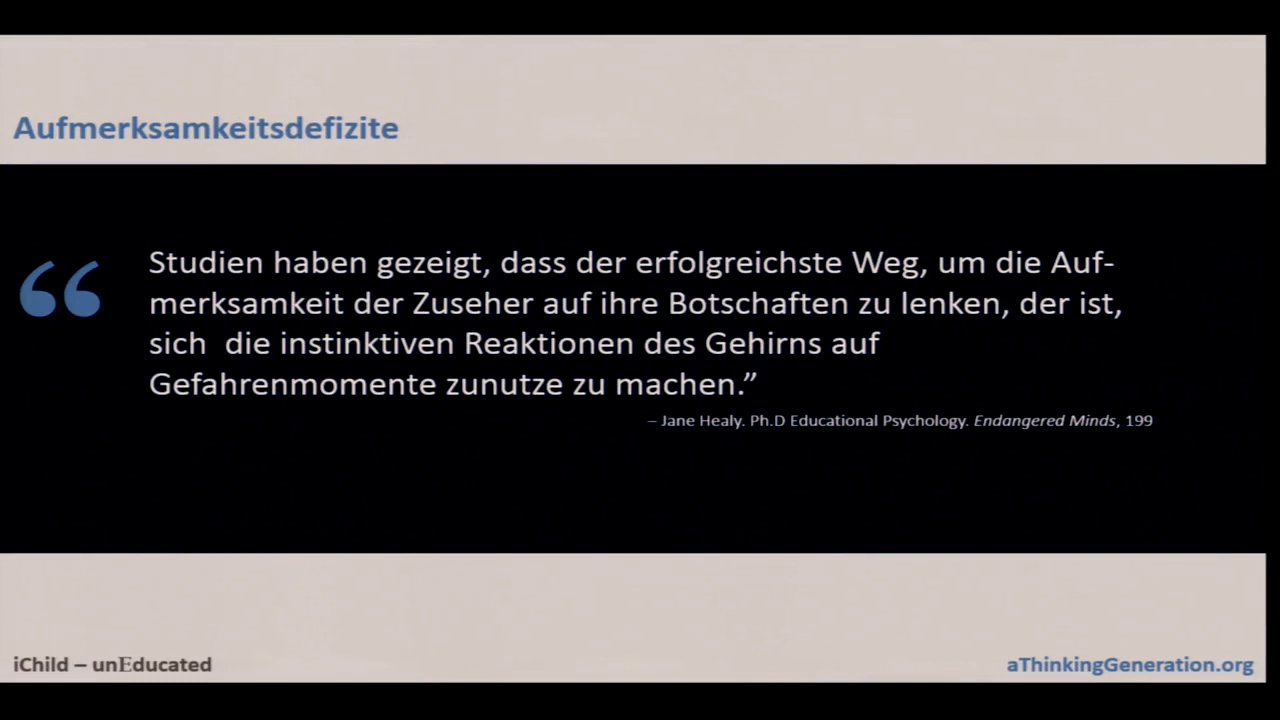 Aufmerksamkeitsdefizite
“
Studien haben gezeigt, dass der erfolgreichste Weg, um die Auf-
merksamkeit der Zuseher auf ihre Botschaften zu lenken, der ist,
sich  die instinktiven Reaktionen des Gehirns auf
Gefahrenmomente zunutze zu machen.”
– Jane Healy. Ph.D Educational Psychology. Endangered Minds, 199
iChild – unEducated
aThinkingGeneration.org